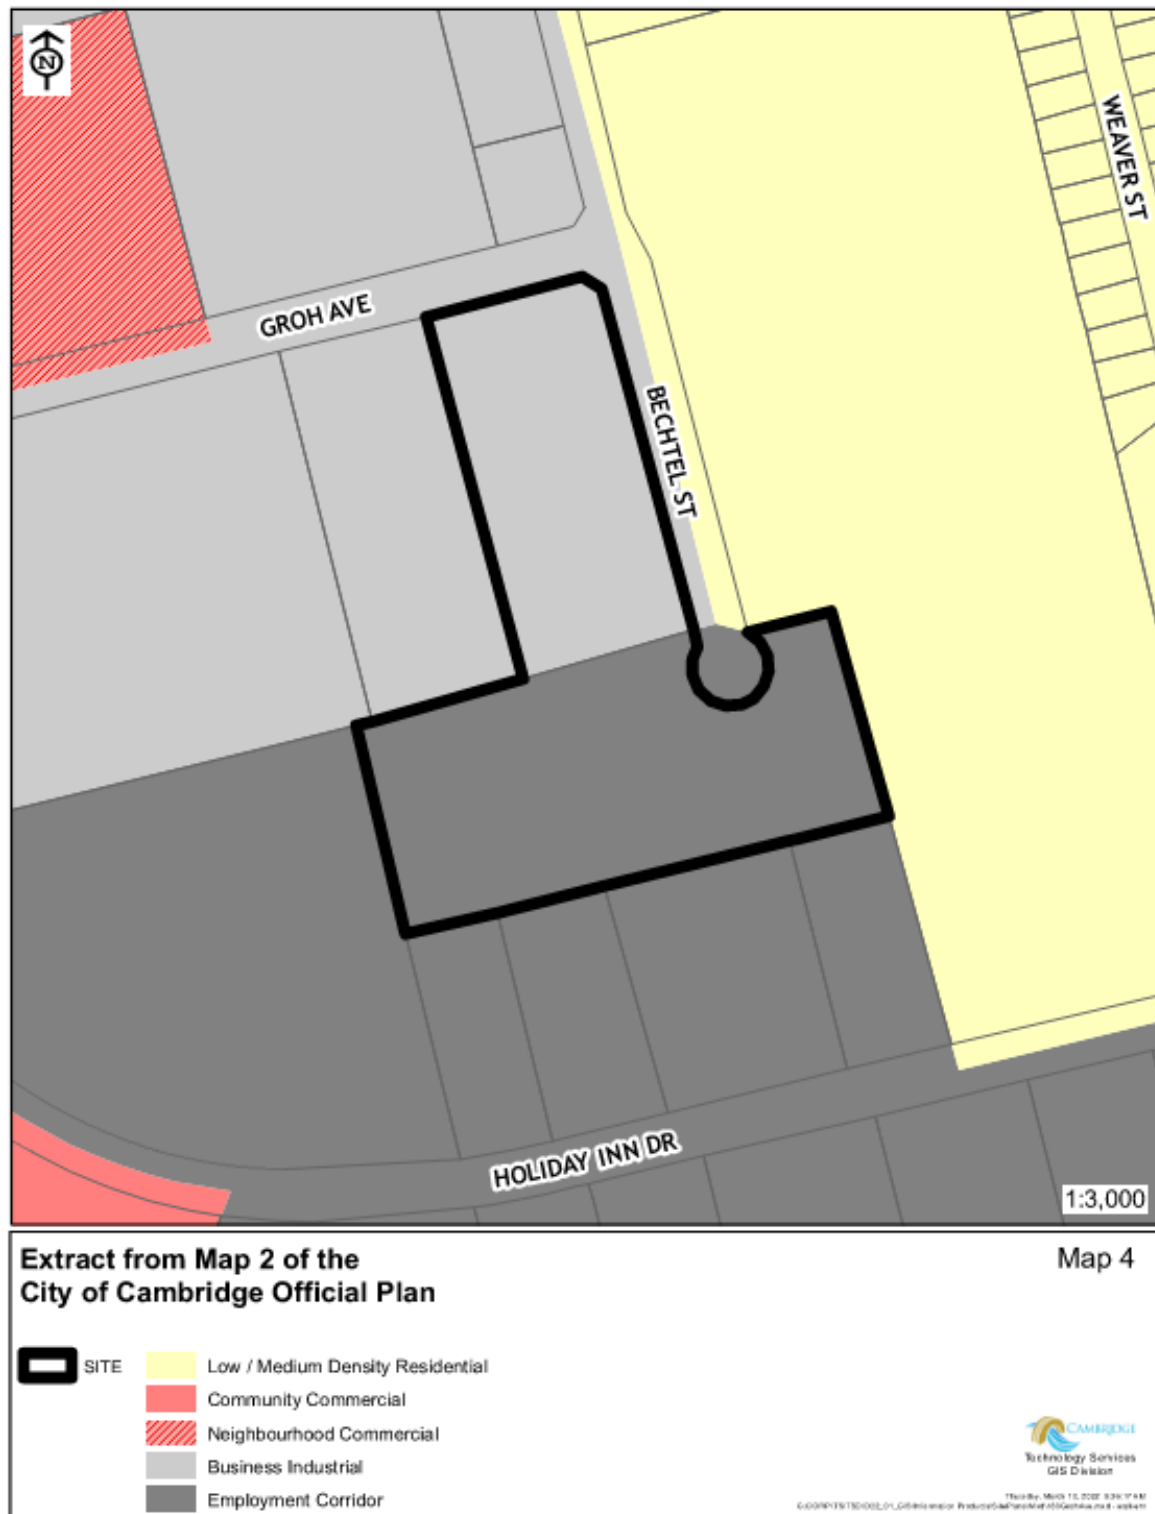 N
WEAVER ST
GROH AVE
BECHTEL ST
HOLIDAY INN DR
1:3,000
Extract from Map 2 of the
City of Cambridge Official Plan
Map 4
SITE
Low / Medium Density Residential
Community Commercial
Neighbourhood Commercial
Business Industrial
Employment Corridor
CAMBRIDGE
Technology Services
GIS Division